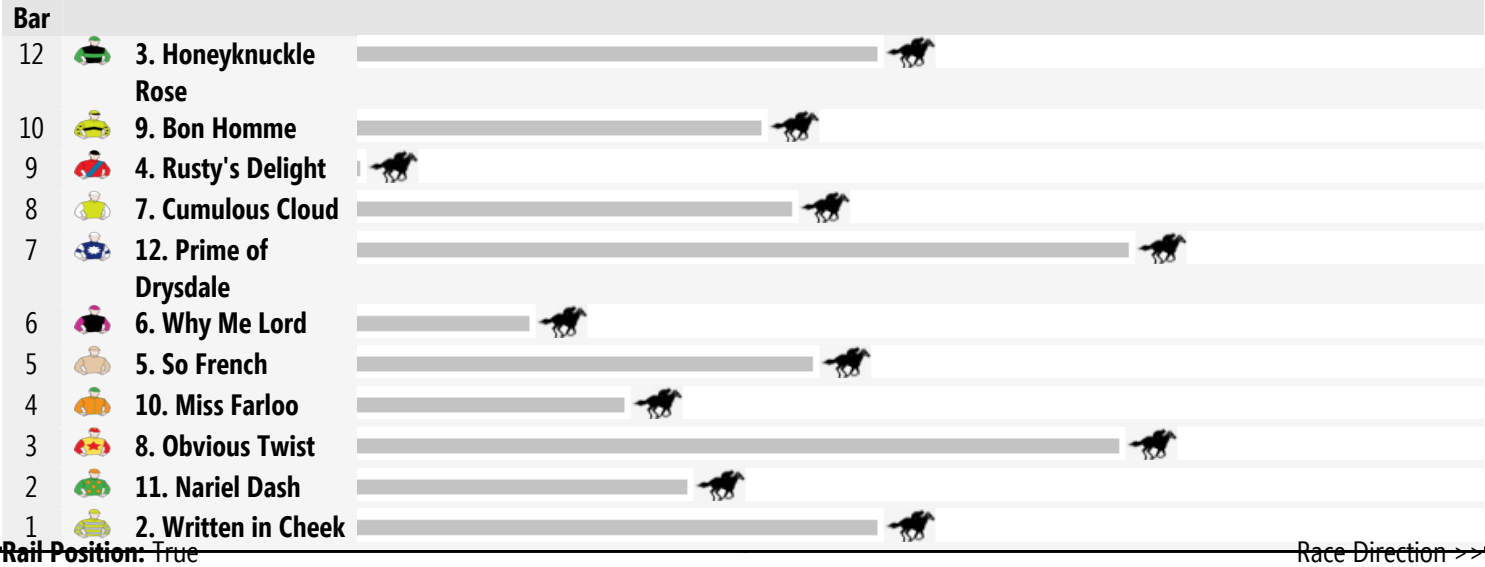 Bar
12 3. Honeyknuckle
Rose
10 9. Bon Homme
9 4. Rusty's Delight
8 7. Cumulous Cloud
7 12. Prime of
Drysdale
6 6. Why Me Lord
5 5. So French
4 10. Miss Farloo
3 8. Obvious Twist
2 11. Nariel Dash
1 2. Written in Cheek
Rail Position: True Race Direction >>